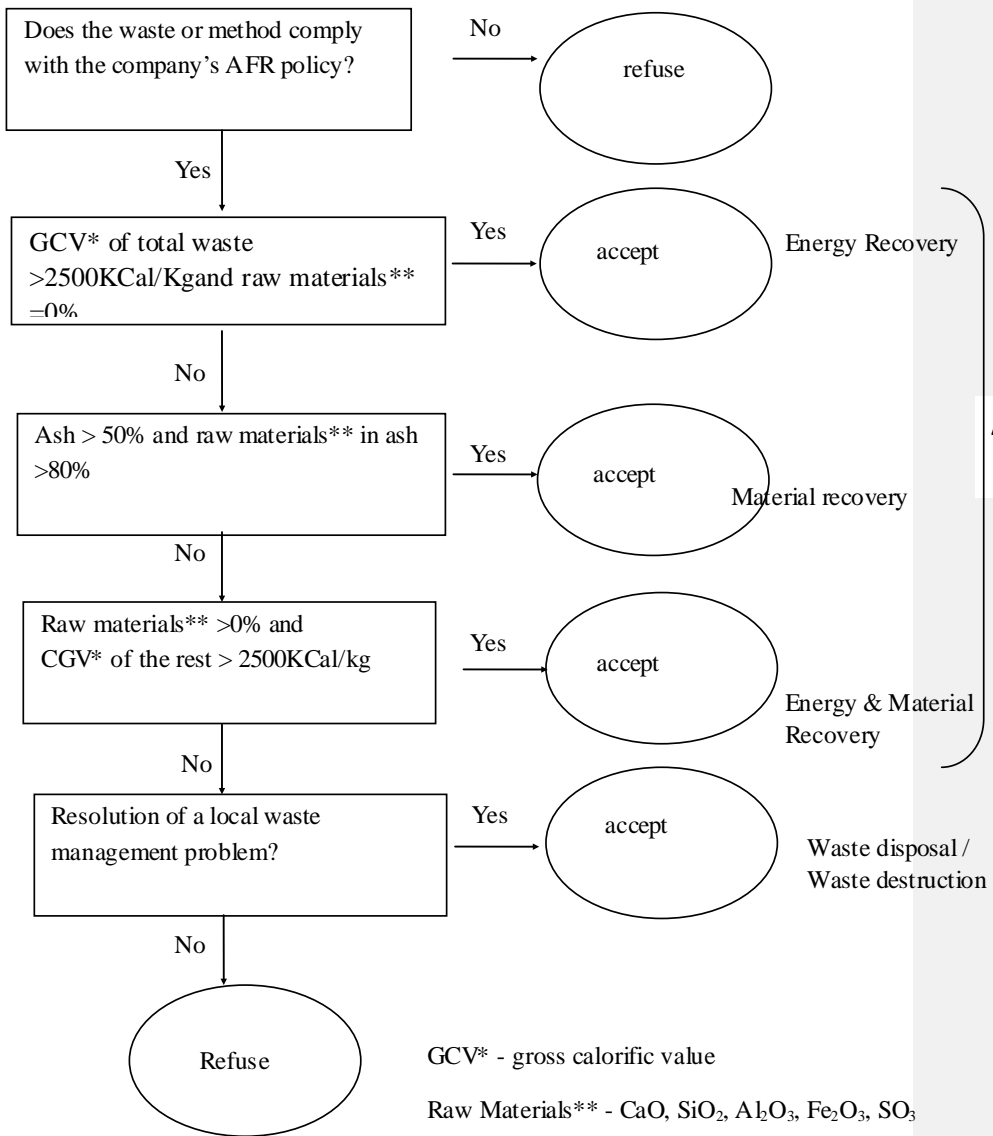 Does the waste or method comply
with the company's AFR policy?
No
refuse
Yes
GCV* of total waste
>2500KCal/Kgand raw materials**
=0%
Yes
accept
Energy Recovery
No
Ash > 50% and raw materials** in ash
>80%
Yes
accept
Material recovery
No
Raw materials** >0% and
CGV* of the rest > 2500KCal/kg
Yes
accept
Energy & Material
Recovery
No
Resolution of a local waste
management problem?
Yes
accept
Waste disposal /
Waste destruction
No
Refuse
GCV* - gross calorific value
Raw Materials** - CaO, SiO₂, Al₂O₃, Fe₂O₃, SO₃